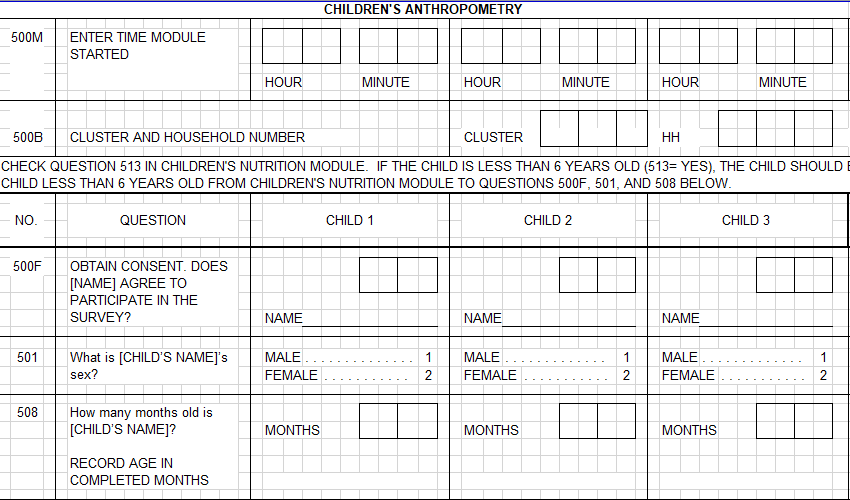 CHILDREN'S ANTHROPOMETRY
500M ENTER TIME MODULE
STARTED
HOUR MINUTE HOUR MINUTE HOUR MINUTE
500B CLUSTER AND HOUSEHOLD NUMBER CLUSTER HH
CHECK QUESTION 513 IN CHILDREN'S NUTRITION MODULE. IF THE CHILD IS LESS THAN 6 YEARS OLD (513= YES), THE CHILD SHOULD
CHILD LESS THAN 6 YEARS OLD FROM CHILDREN'S NUTRITION MODULE TO QUESTIONS 500F, 501, AND 508 BELOW.
NO. QUESTION CHILD 1 CHILD 2 CHILD 3
500F OBTAIN CONSENT. DOES
[NAME] AGREE TO
PARTICIPATE IN THE
SURVEY?
NAME NAME NAME
501 What is [CHILD'S NAME]'s
sex?
MALE . . . . . . . . . . . . . 1 MALE . . . . . . . . . . . . 1 MALE . . . . . . . . . . . . 1
FEMALE . . . . . . . . . . . 2 FEMALE . . . . . . . . . . 2 FEMALE . . . . . . . . . . 2
508 How many months old is
[CHILD'S NAME]?
MONTHS MONTHS MONTHS
RECORD AGE IN
COMPLETED MONTHS